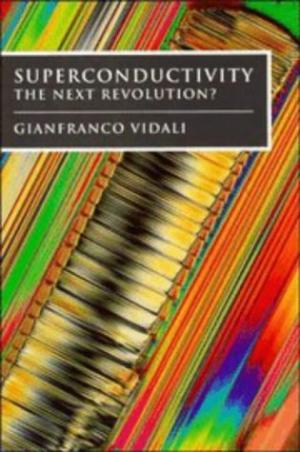 SUPERCONDUCTIVITY
THE NEXT REVOLUTION?
GIANFRANCO VIDALI